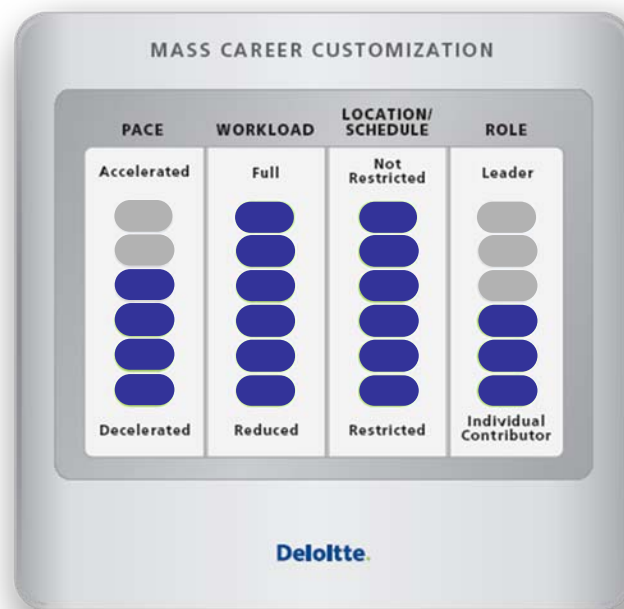 MASS CAREER CUSTOMIZATION
PACE
WORKLOAD
LOCATION/
SCHEDULE
ROLE
Accelerated
Full
Not
Restricted
Leader
Decelerated
Reduced
Restricted
Individual
Contributor
Deloitte.